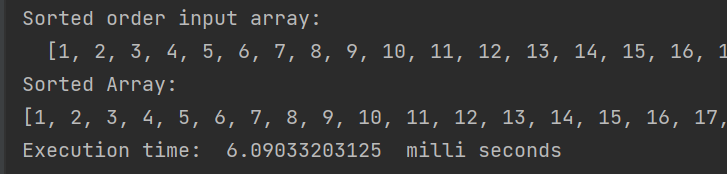 Sorted order input array:
[1, 2, 3, 4, 5, 6, 7, 8, 9, 10, 11, 12, 13, 14, 15, 16, 1
Sorted Array:
[1, 2, 3, 4, 5, 6, 7, 8, 9, 10, 11, 12, 13, 14, 15, 16, 17,
Execution time:  6.09033203125  milli seconds